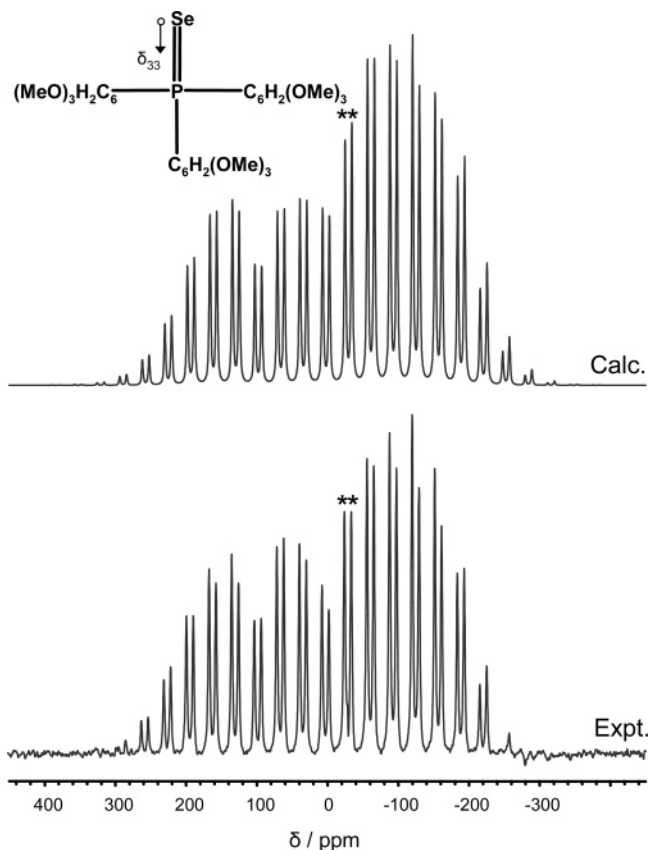 Se
δ33
(MeO)3H2C6 P C6H2(OMe)3
C6H2(OMe)3
**
Calc.
**
Expt.
400 300 200 100 0 -100 -200 -300
δ / ppm